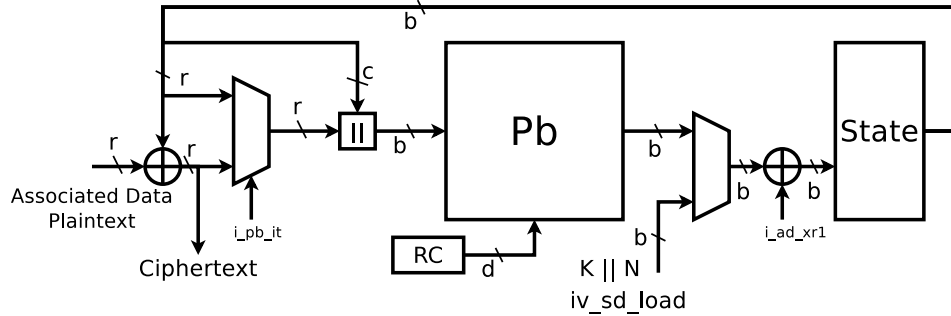 b
r
c
r
||
b
Pb
b
State
r
r
b
b
Associated Data
Plaintext
i_pb_it
RC
d
b
i_ad_xr1
Ciphertext
K || N
iv_sd_load